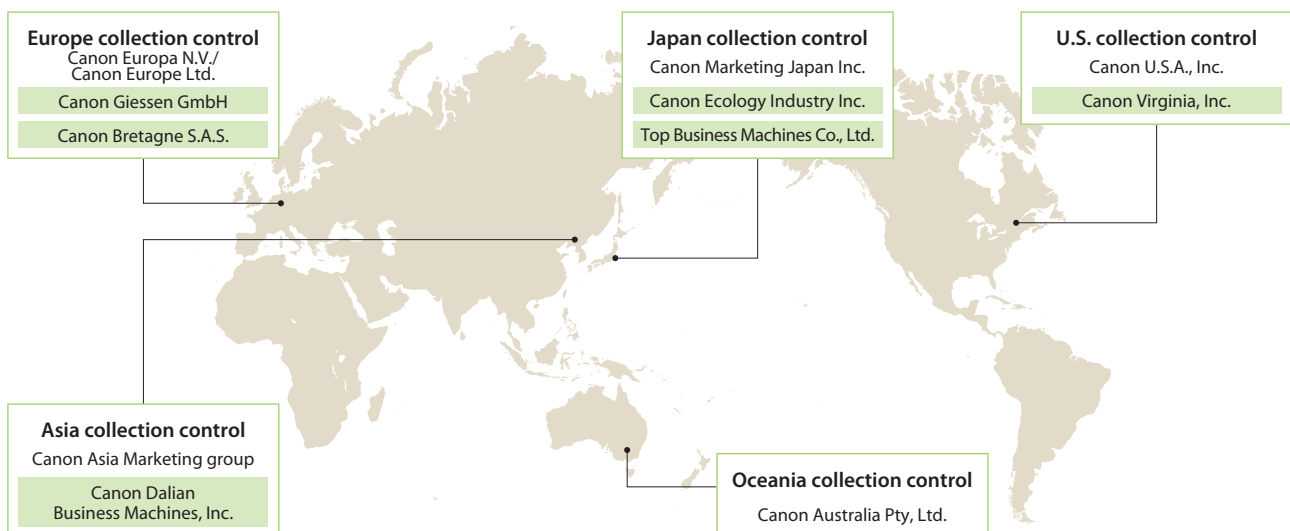 Europe collection control
Canon Europa N.V./
Canon Europe Ltd.
Canon Giessen GmbH
Canon Bretagne S.A.S.
Japan collection control
Canon Marketing Japan Inc.
Canon Ecology Industry Inc.
Top Business Machines Co., Ltd.
U.S. collection control
Canon U.S.A., Inc.
Canon Virginia, Inc.
Asia collection control
Canon Asia Marketing group
Canon Dalian
Business Machines, Inc.
Oceania collection control
Canon Australia Pty, Ltd.